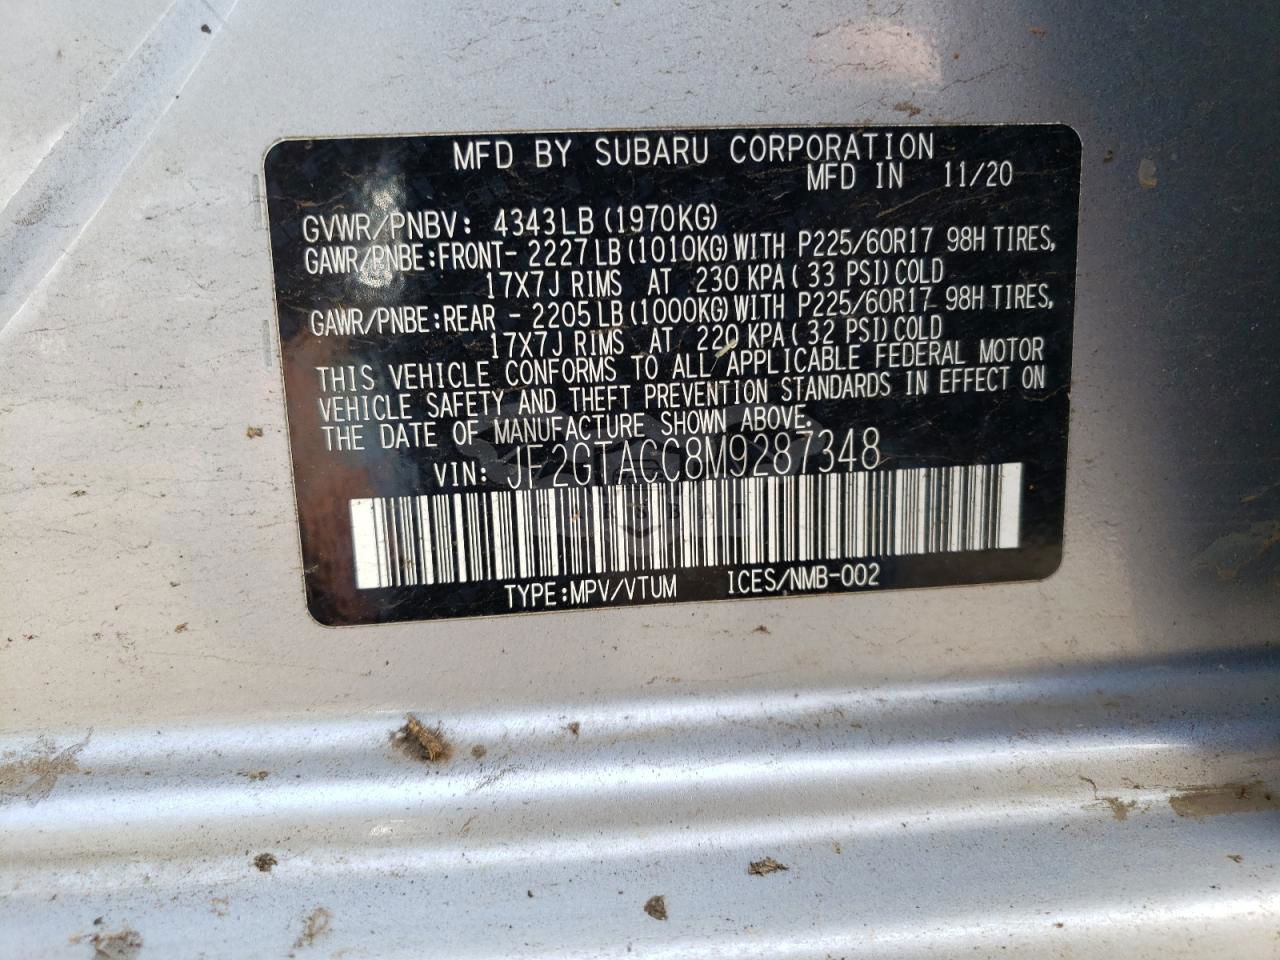 MFD BY SUBARU CORPORATION
MFD IN 11/20
GVWR/PNBV: 4343LB (1970KG)
GAWR/PNBE:FRONT- 2227LB (1010KG) WITH P225/60R17 98H TIRES,
17X7J RIMS AT 230 KPA (33 PSI) COLD
GAWR/PNBE:REAR - 2205LB (1000KG) WITH P225/60R17 98H TIRES,
17X7J RIMS AT 220 KPA (32 PSI) COLD
THIS VEHICLE CONFORMS TO ALL APPLICABLE FEDERAL MOTOR
VEHICLE SAFETY AND THEFT PREVENTION STANDARDS IN EFFECT ON
THE DATE OF MANUFACTURE SHOWN ABOVE.
VIN: JF2GTACC8M9287348
TYPE:MPV/VTUM ICES/NMB-002